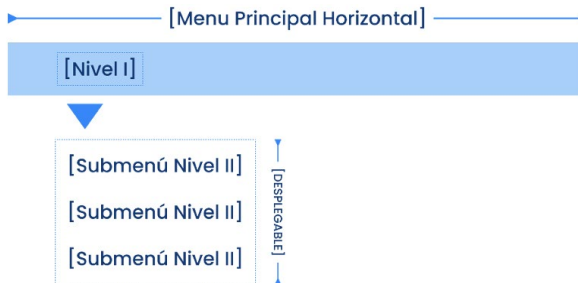 [Menu Principal Horizontal]
[Nivel I]
[Submenú Nivel II]
[Submenú Nivel II]
[Submenú Nivel II]
[DESPLEGABLE]